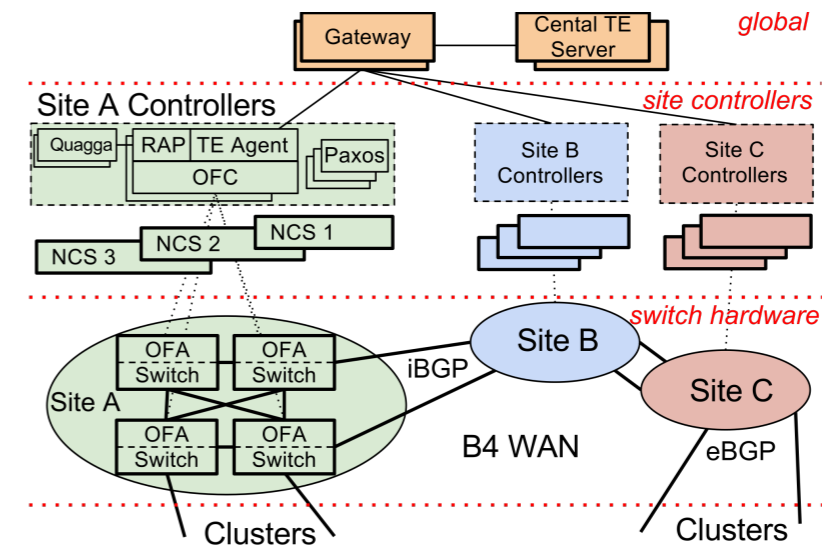 global
Gateway
Cental TE
Server
site controllers
Site A Controllers
Quagga
RAP
TE Agent
OFC
Paxos
Site B
Controllers
Site C
Controllers
NCS 1
NCS 2
NCS 3
switch hardware
OFA
Switch
OFA
Switch
Site A
OFA
Switch
OFA
Switch
iBGP
Site B
Site C
B4 WAN
eBGP
Clusters
Clusters